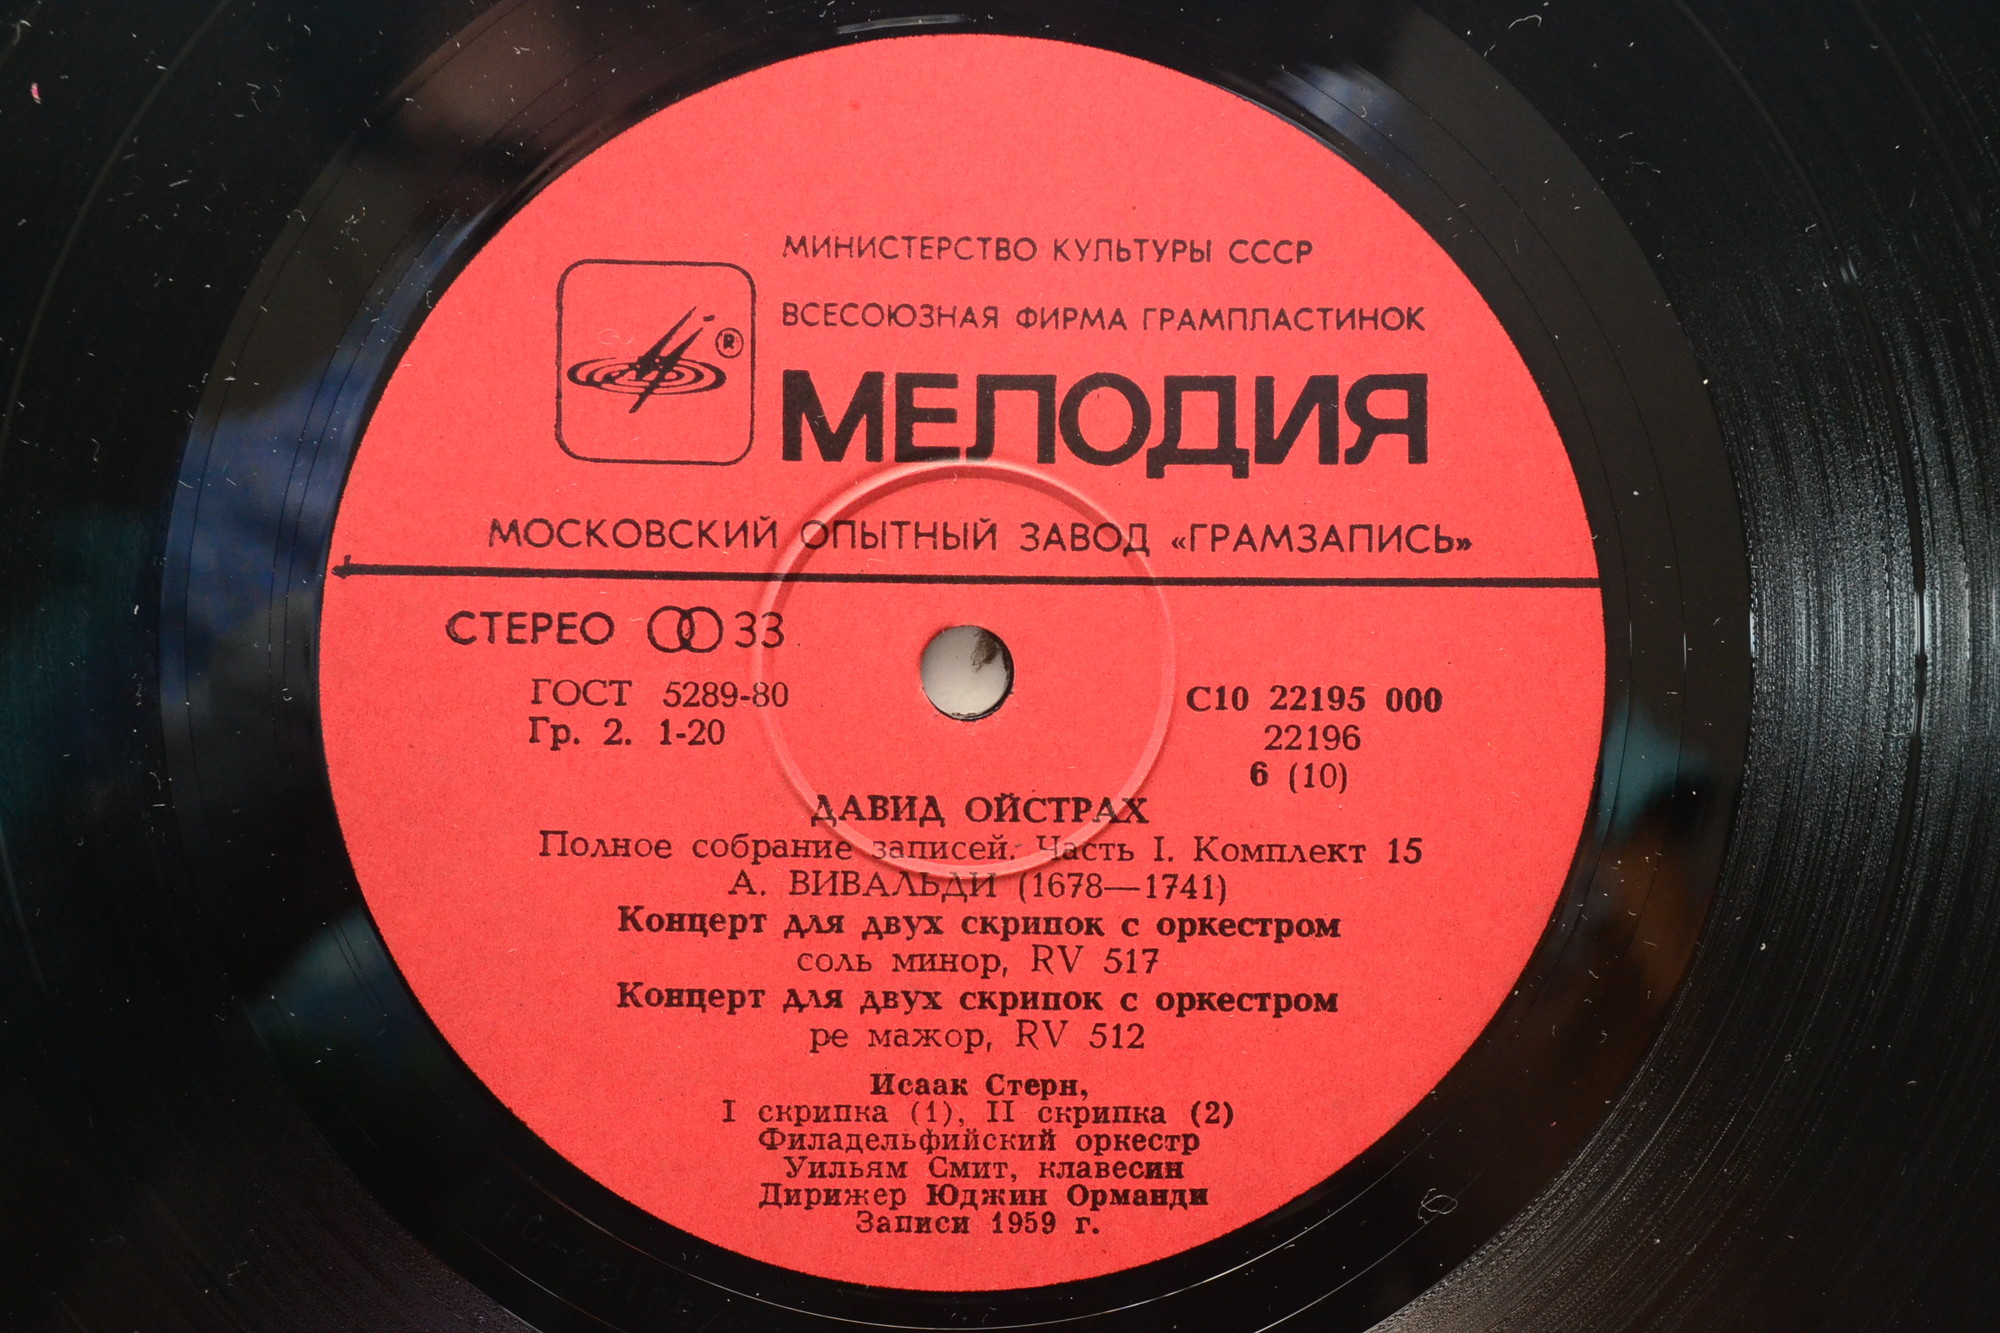 МИНИСТЕРСТВО КУЛЬТУРЫ СССР
ВСЕСОЮЗНАЯ ФИРМА ГРАМПЛАСТИНОК
®
МЕЛОДИЯ
МОСКОВСКИЙ ОПЫТНЫЙ ЗАВОД «ГРАМЗАПИСЬ»
СТЕРЕО 33
ГОСТ 5289-80
Гр. 2. 1-20
С10 22195 000
22196
6 (10)
ДАВИД ОЙСТРАХ
Полное собрание записей. Часть I. Комплект 15
А. ВИВАЛЬДИ (1678—1741)
Концерт для двух скрипок с оркестром
соль минор, RV 517
Концерт для двух скрипок с оркестром
ре мажор, RV 512
Исаак Стерн,
I скрипка (1), II скрипка (2)
Филадельфийский оркестр
Уильям Смит, клавесин
Дирижер Юджин Орманди
Записи 1959 г.